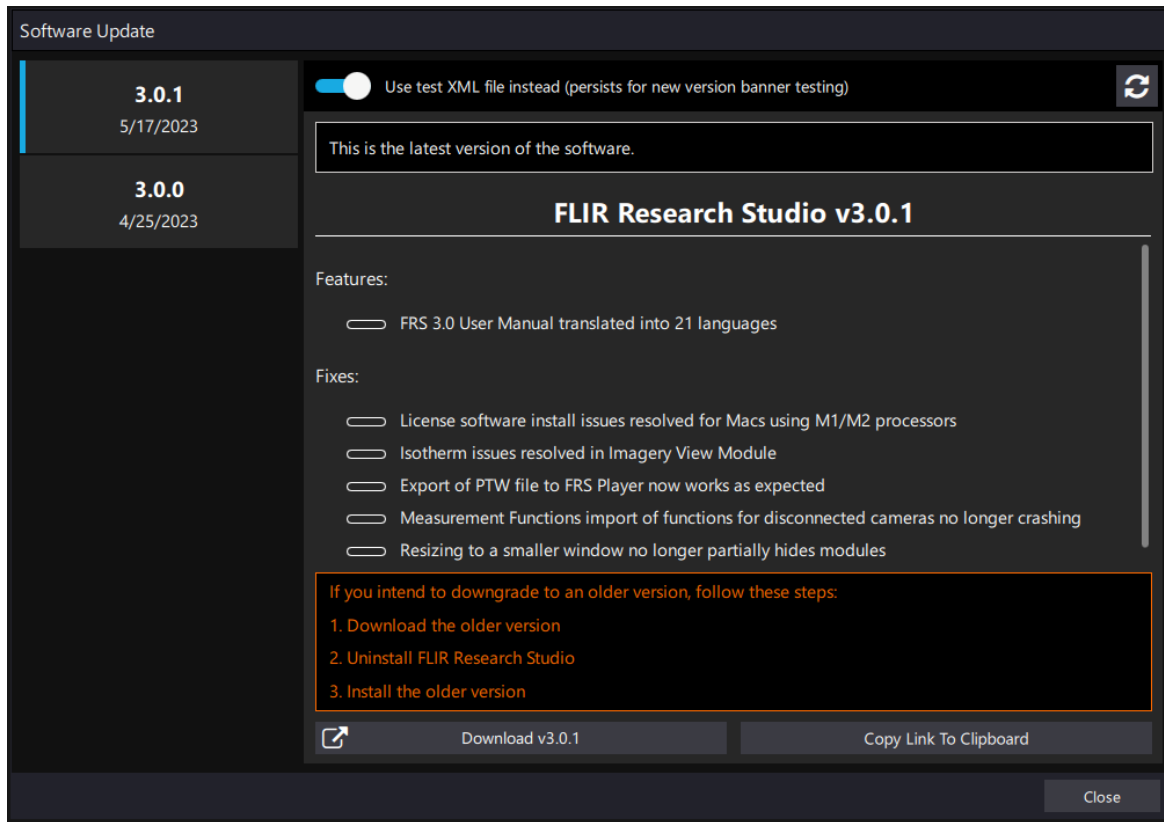 Software Update
3.0.1
5/17/2023
3.0.0
4/25/2023
Use test XML file instead (persists for new version banner testing)
This is the latest version of the software.
FLIR Research Studio v3.0.1
Features:
FRS 3.0 User Manual translated into 21 languages
Fixes:
License software install issues resolved for Macs using M1/M2 processors
Isotherm issues resolved in Imagery View Module
Export of PTW file to FRS Player now works as expected
Measurement Functions import of functions for disconnected cameras no longer crashing
Resizing to a smaller window no longer partially hides modules
If you intend to downgrade to an older version, follow these steps:
1. Download the older version
2. Uninstall FLIR Research Studio
3. Install the older version
Download v3.0.1
Copy Link To Clipboard
Close